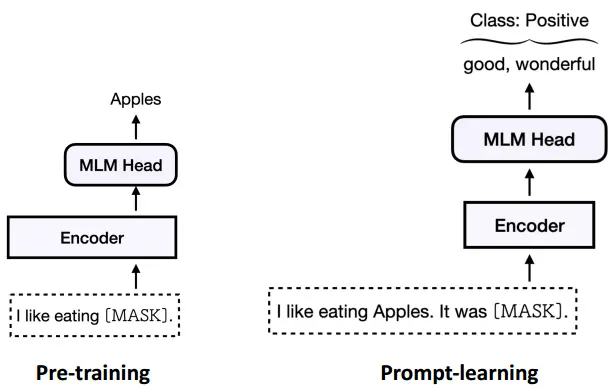 Apples
MLM Head
Encoder
I like eating [MASK].
Pre-training
Class: Positive
good, wonderful
MLM Head
Encoder
I like eating Apples. It was [MASK].
Prompt-learning